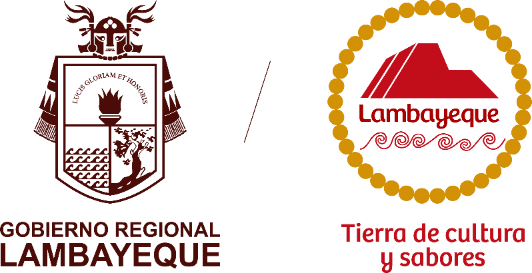 LUCIS GLORIAM ET HONORIS
GOBIERNO REGIONAL
LAMBAYEQUE
Lambayeque
Tierra de cultura
y sabores